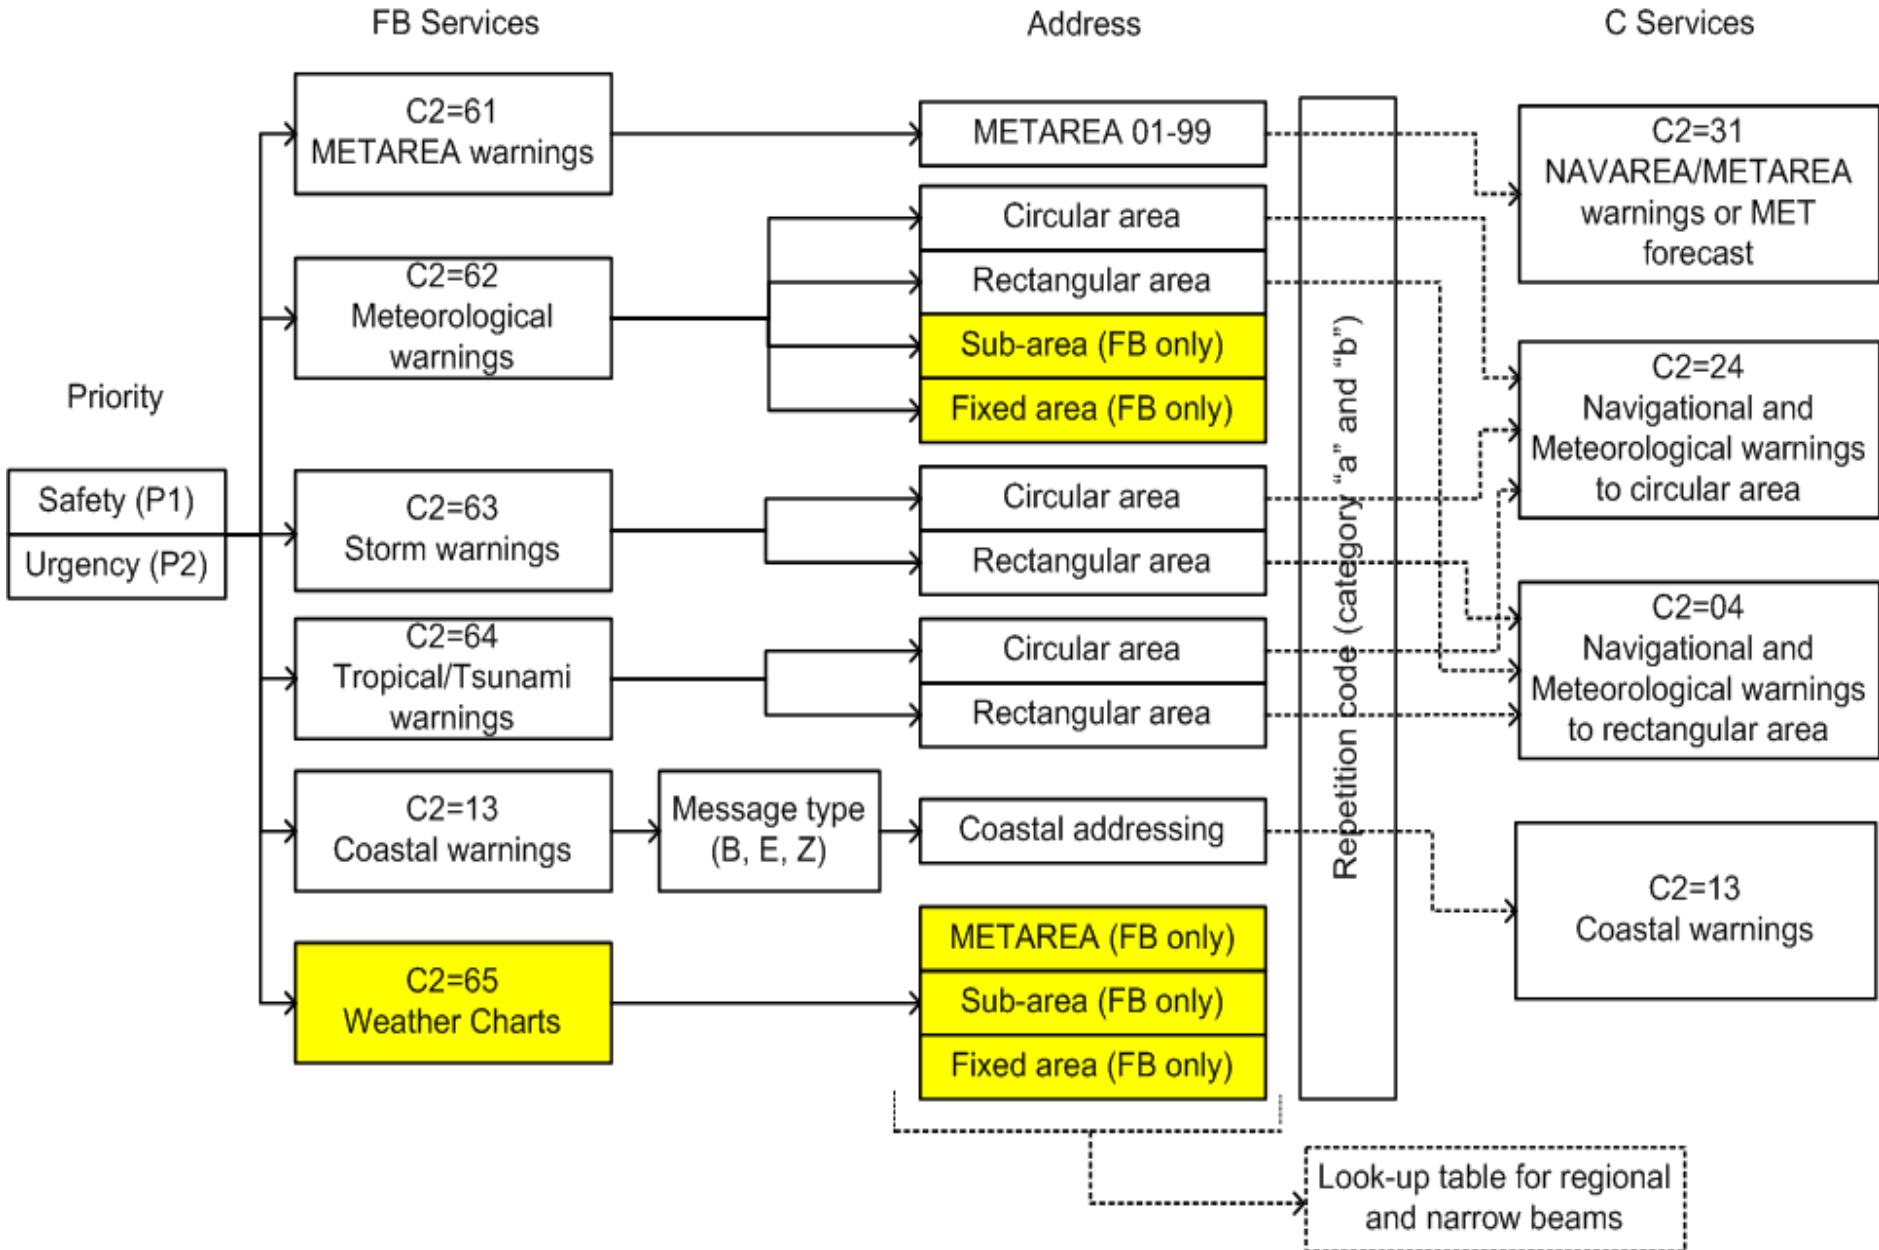 FB Services
Address
C Services
Priority
Safety (P1)
Urgency (P2)
C2=61
METAREA warnings
C2=62
Meteorological
warnings
C2=63
Storm warnings
C2=64
Tropical/Tsunami
warnings
C2=13
Coastal warnings
C2=65
Weather Charts
Message type
(B, E, Z)
METAREA 01-99
Circular area
Rectangular area
Sub-area (FB only)
Fixed area (FB only)
Circular area
Rectangular area
Circular area
Rectangular area
Coastal addressing
METAREA (FB only)
Sub-area (FB only)
Fixed area (FB only)
Repetition code (category “a” and “b”)
C2=31
NAVAREA/METAREA
warnings or MET
forecast
C2=24
Navigational and
Meteorological warnings
to circular area
C2=04
Navigational and
Meteorological warnings
to rectangular area
C2=13
Coastal warnings
Look-up table for regional
and narrow beams